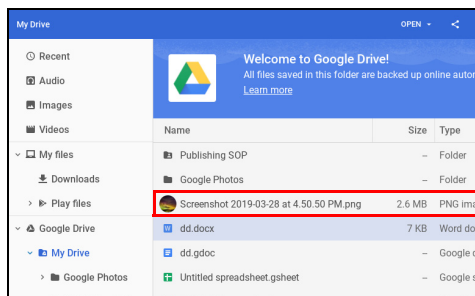 My Drive
OPEN
Recent
Audio
Images
Videos
My files
Downloads
Play files
Google Drive
My Drive
Google Photos
Welcome to Google Drive!
All files saved in this folder are backed up online
Learn more
Name Size Type
Publishing SOP – Folder
Google Photos – Folder
Screenshot 2019-03-28 at 4.50.50 PM.png 2.6 MB PNG
dd.docx 7 KB Word
dd.gdoc – Google
Untitled spreadsheet.gsheet – Google